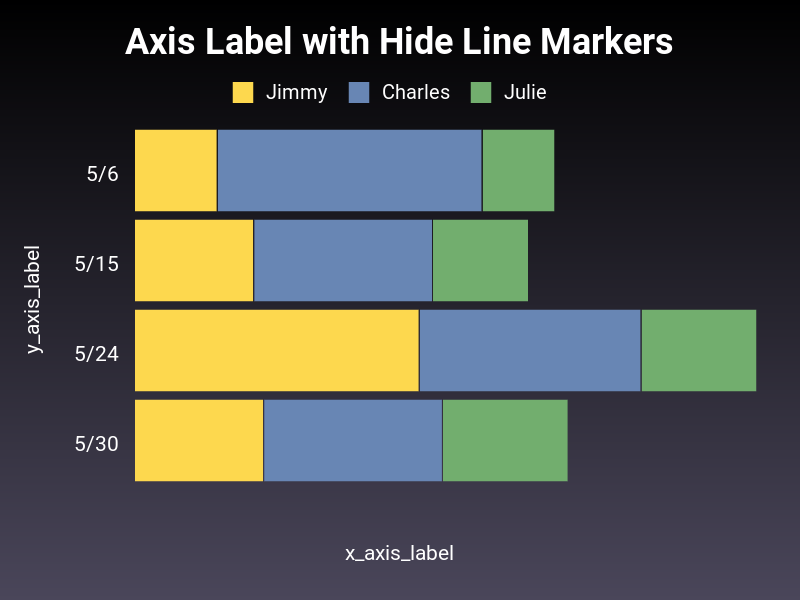 Axis Label with Hide Line Markers
Jimmy Charles Julie
5/6
5/15
5/24
5/30
y_axis_label
x_axis_label